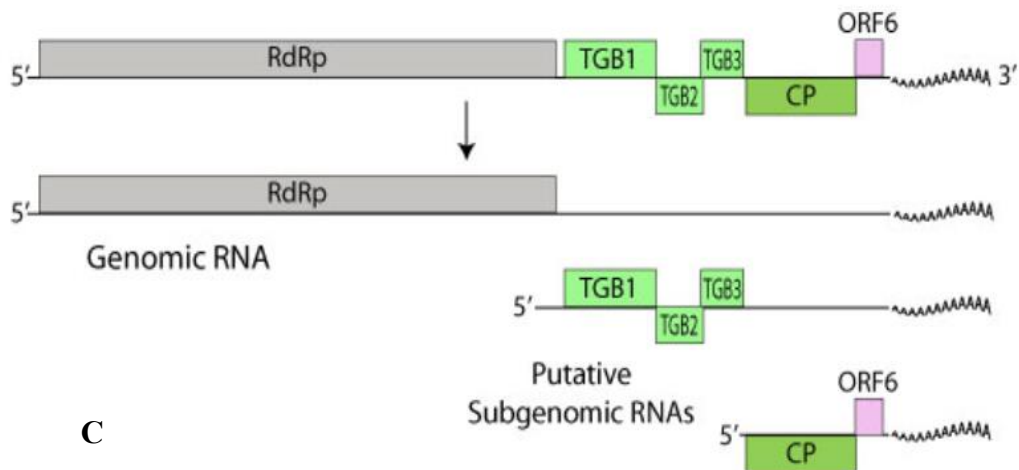 ORF6
RdRp
TGB1
TGB3
5′
3′
TGB2
CP
RdRp
5′
Genomic RNA
TGB1
TGB3
5′
TGB2
Putative
Subgenomic RNAs
ORF6
C
5′
CP